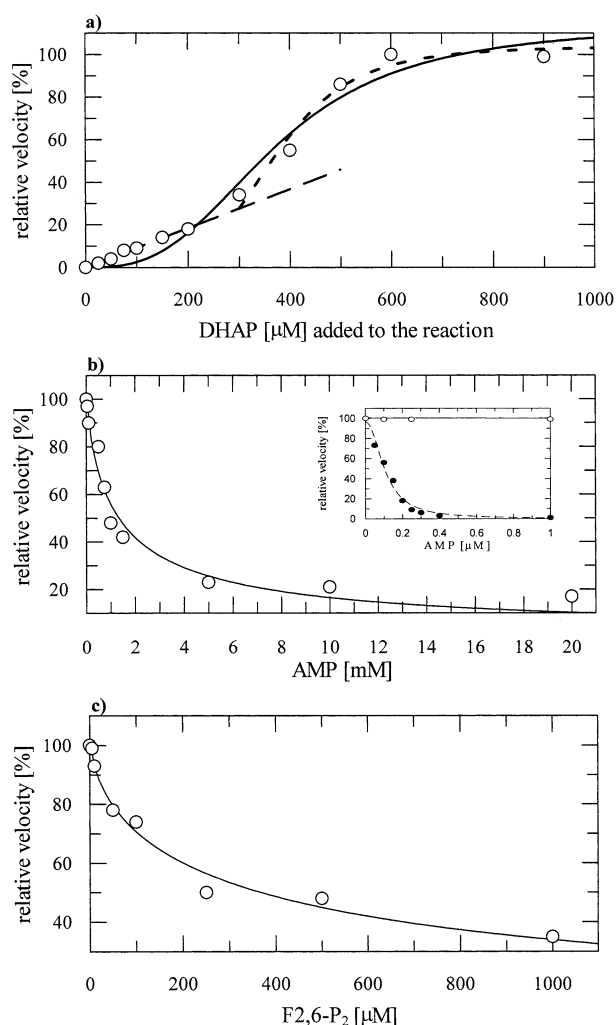 a)
relative velocity [%]
100
80
60
40
20
0
0 200 400 600 800 1000
DHAP [µM] added to the reaction
b)
relative velocity [%]
100
80
60
40
20
relative velocity [%]
100
80
60
40
20
0
0 0.2 0.4 0.6 0.8 1
AMP [µM]
0 2 4 6 8 10 12 14 16 18 20
AMP [mM]
c)
relative velocity [%]
100
80
60
40
0 200 400 600 800 1000
F2,6-P2 [µM]